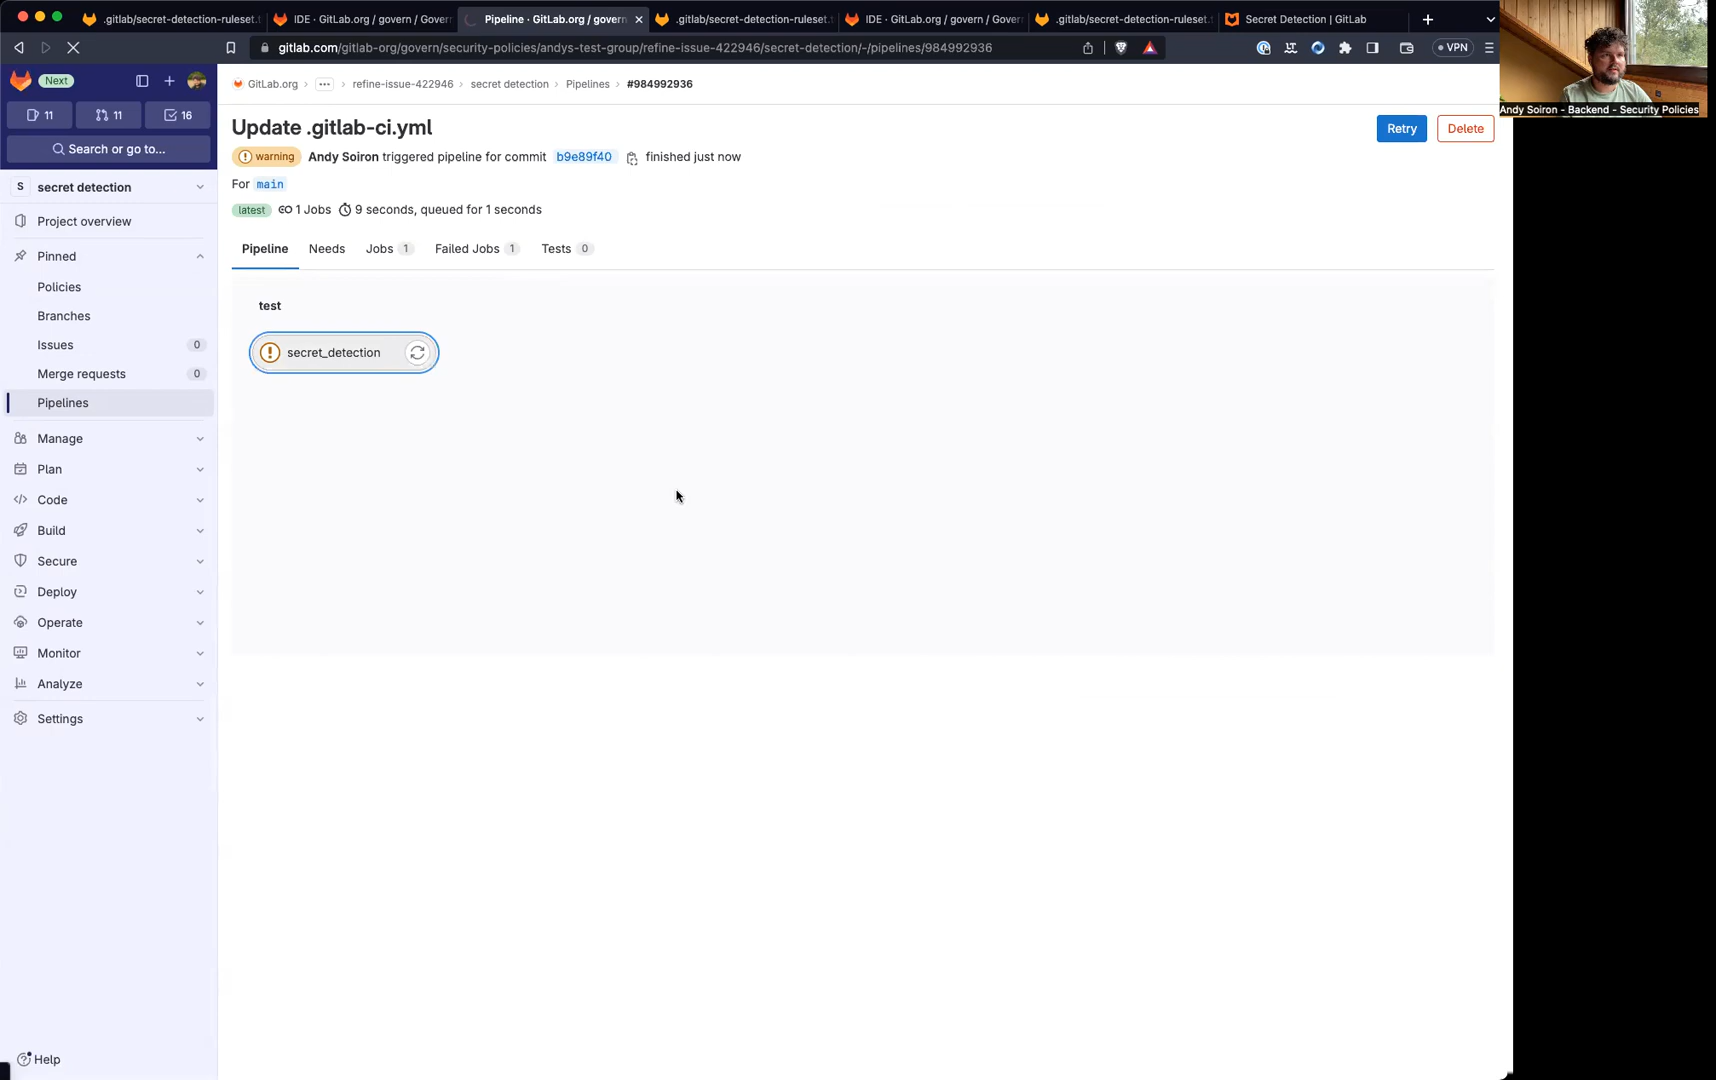 .gitlab/secret-detection-ruleset.t
IDE · GitLab.org / govern / Gover
Pipeline · GitLab.org / govern
.gitlab/secret-detection-ruleset.t
IDE · GitLab.org / govern / Gover
.gitlab/secret-detection-ruleset.t
Secret Detection | GitLab
gitlab.com/gitlab-org/govern/security-policies/andys-test-group/refine-issue-422946/secret-detection/-/pipelines/984992936
VPN
Andy Soiron - Backend - Security Policies
Next
11
11
16
Search or go to...
S secret detection
Project overview
Pinned
Policies
Branches
Issues 0
Merge requests 0
Pipelines
Manage
Plan
Code
Build
Secure
Deploy
Operate
Monitor
Analyze
Settings
Help
GitLab.org › ... › refine-issue-422946 › secret detection › Pipelines › #984992936
Update .gitlab-ci.yml
Retry
Delete
warning Andy Soiron triggered pipeline for commit b9e89f40 finished just now
For main
latest 1 Jobs 9 seconds, queued for 1 seconds
Pipeline Needs Jobs 1 Failed Jobs 1 Tests 0
test
secret_detection